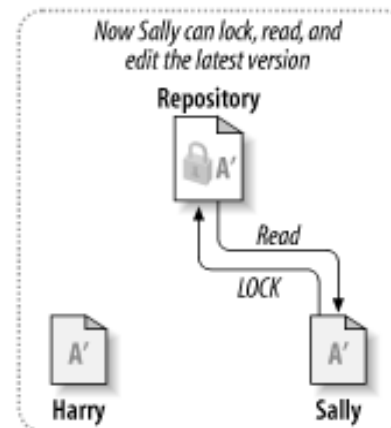 Now Sally can lock, read, and
edit the latest version
Repository
A′
Read
LOCK
A′
A′
Harry
Sally